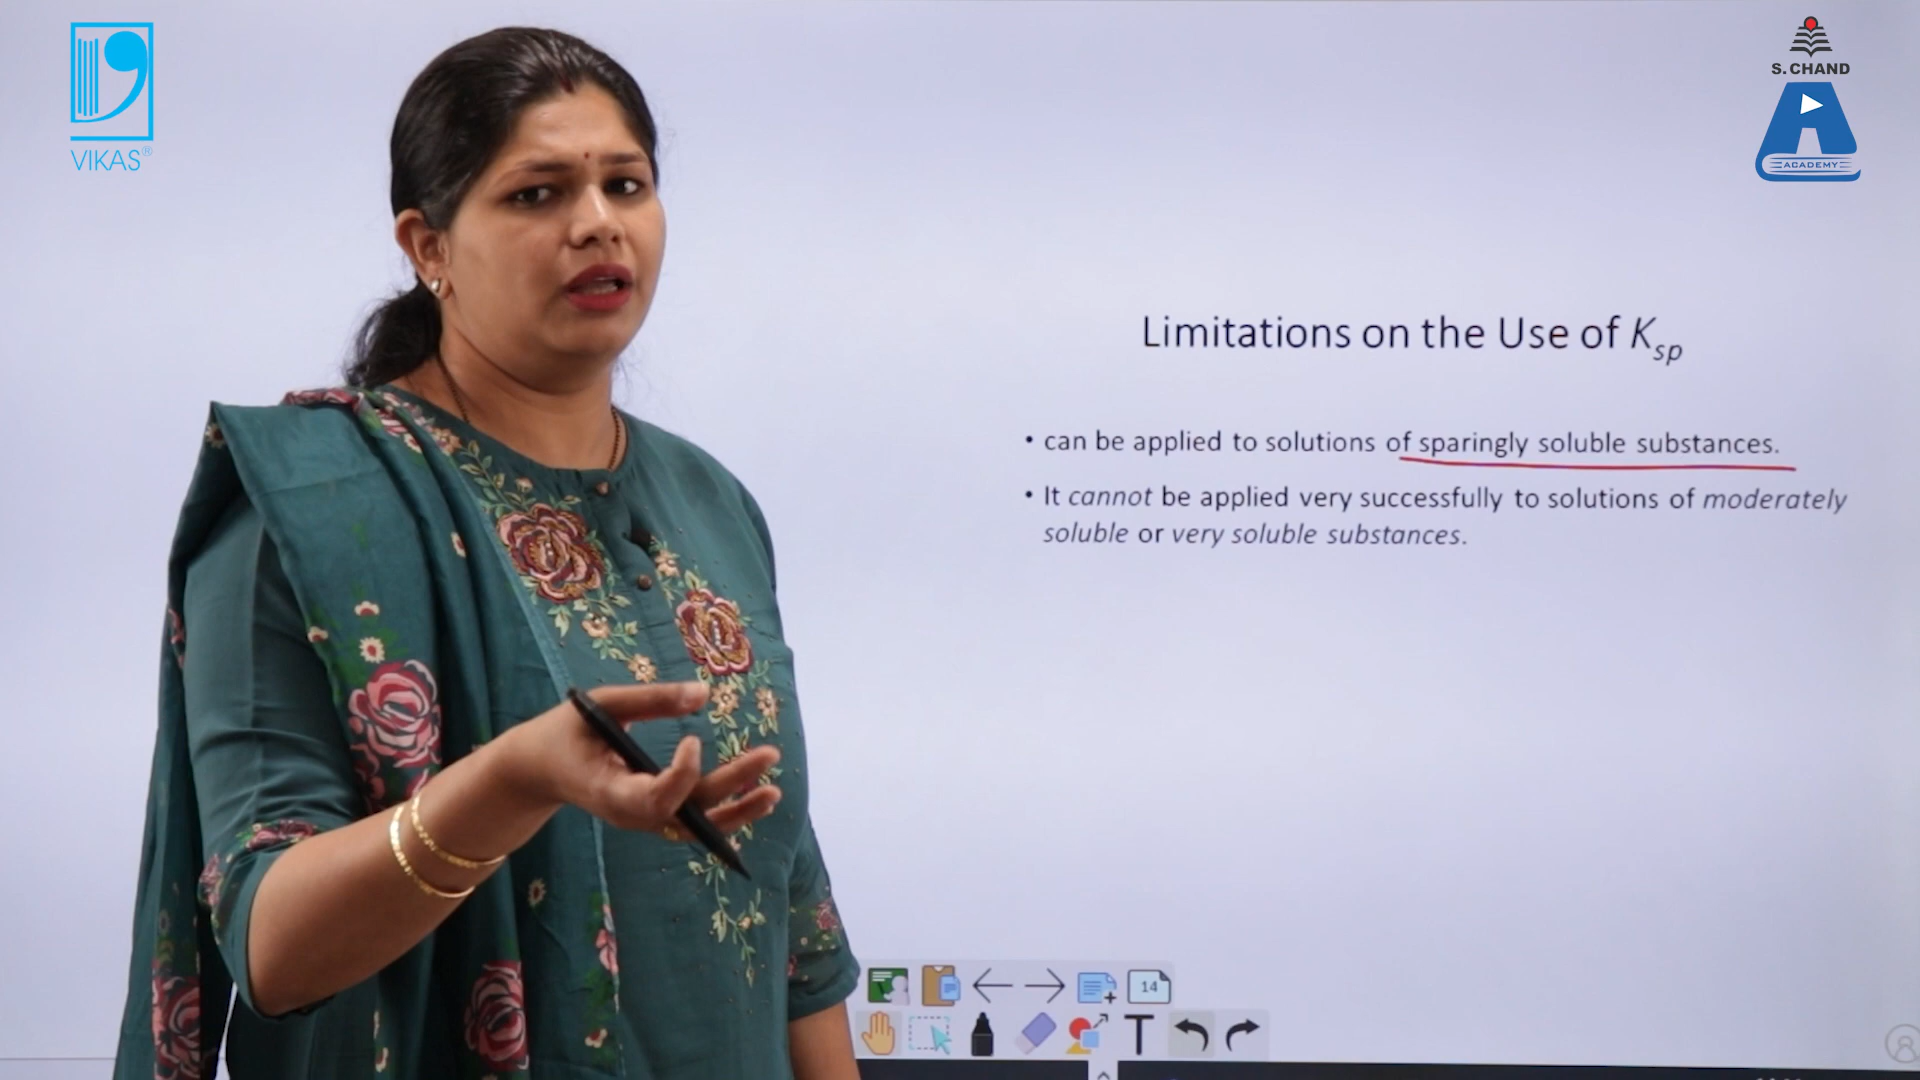 VIKAS®
S. CHAND
ACADEMY
Limitations on the Use of Ksp
• can be applied to solutions of sparingly soluble substances.
• It cannot be applied very successfully to solutions of moderately
soluble or very soluble substances.
14
T